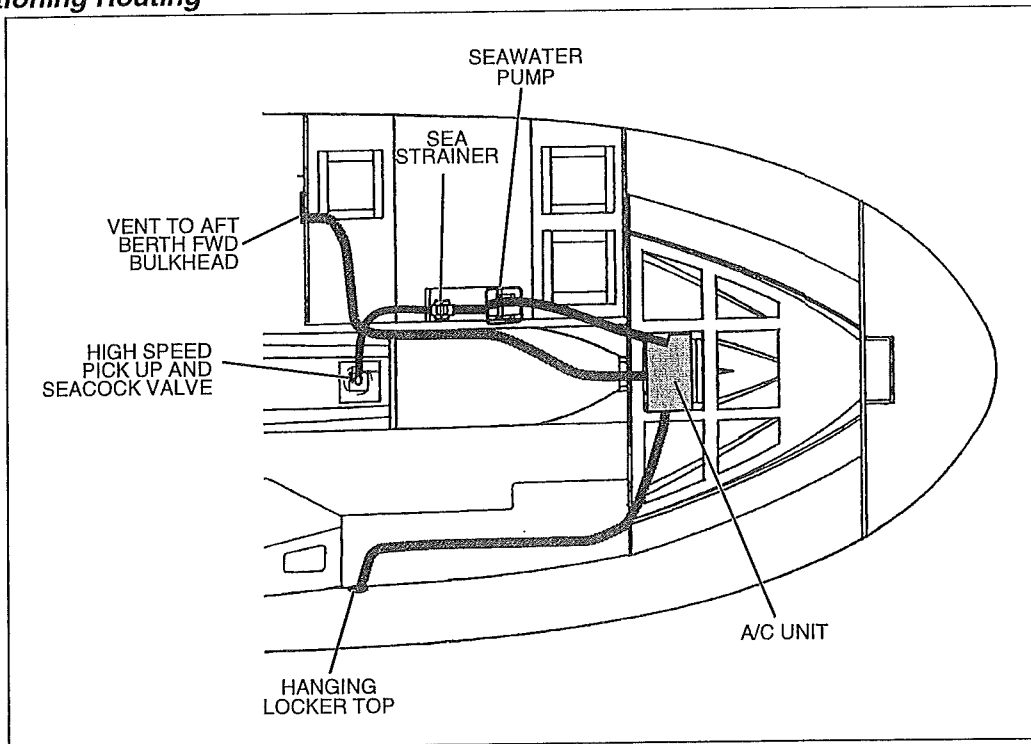 Routing
SEAWATER
PUMP
SEA
STRAINER
VENT TO AFT
BERTH FWD
BULKHEAD
HIGH SPEED
PICK UP AND
SEACOCK VALVE
A/C UNIT
HANGING
LOCKER TOP